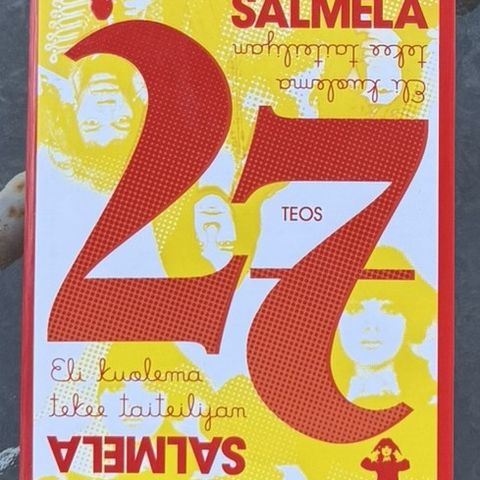 SALMELA
Eli kuolema
tekee taiteilijan
27
TEOS
Eli kuolema
tekee taiteilijan
SALMELA